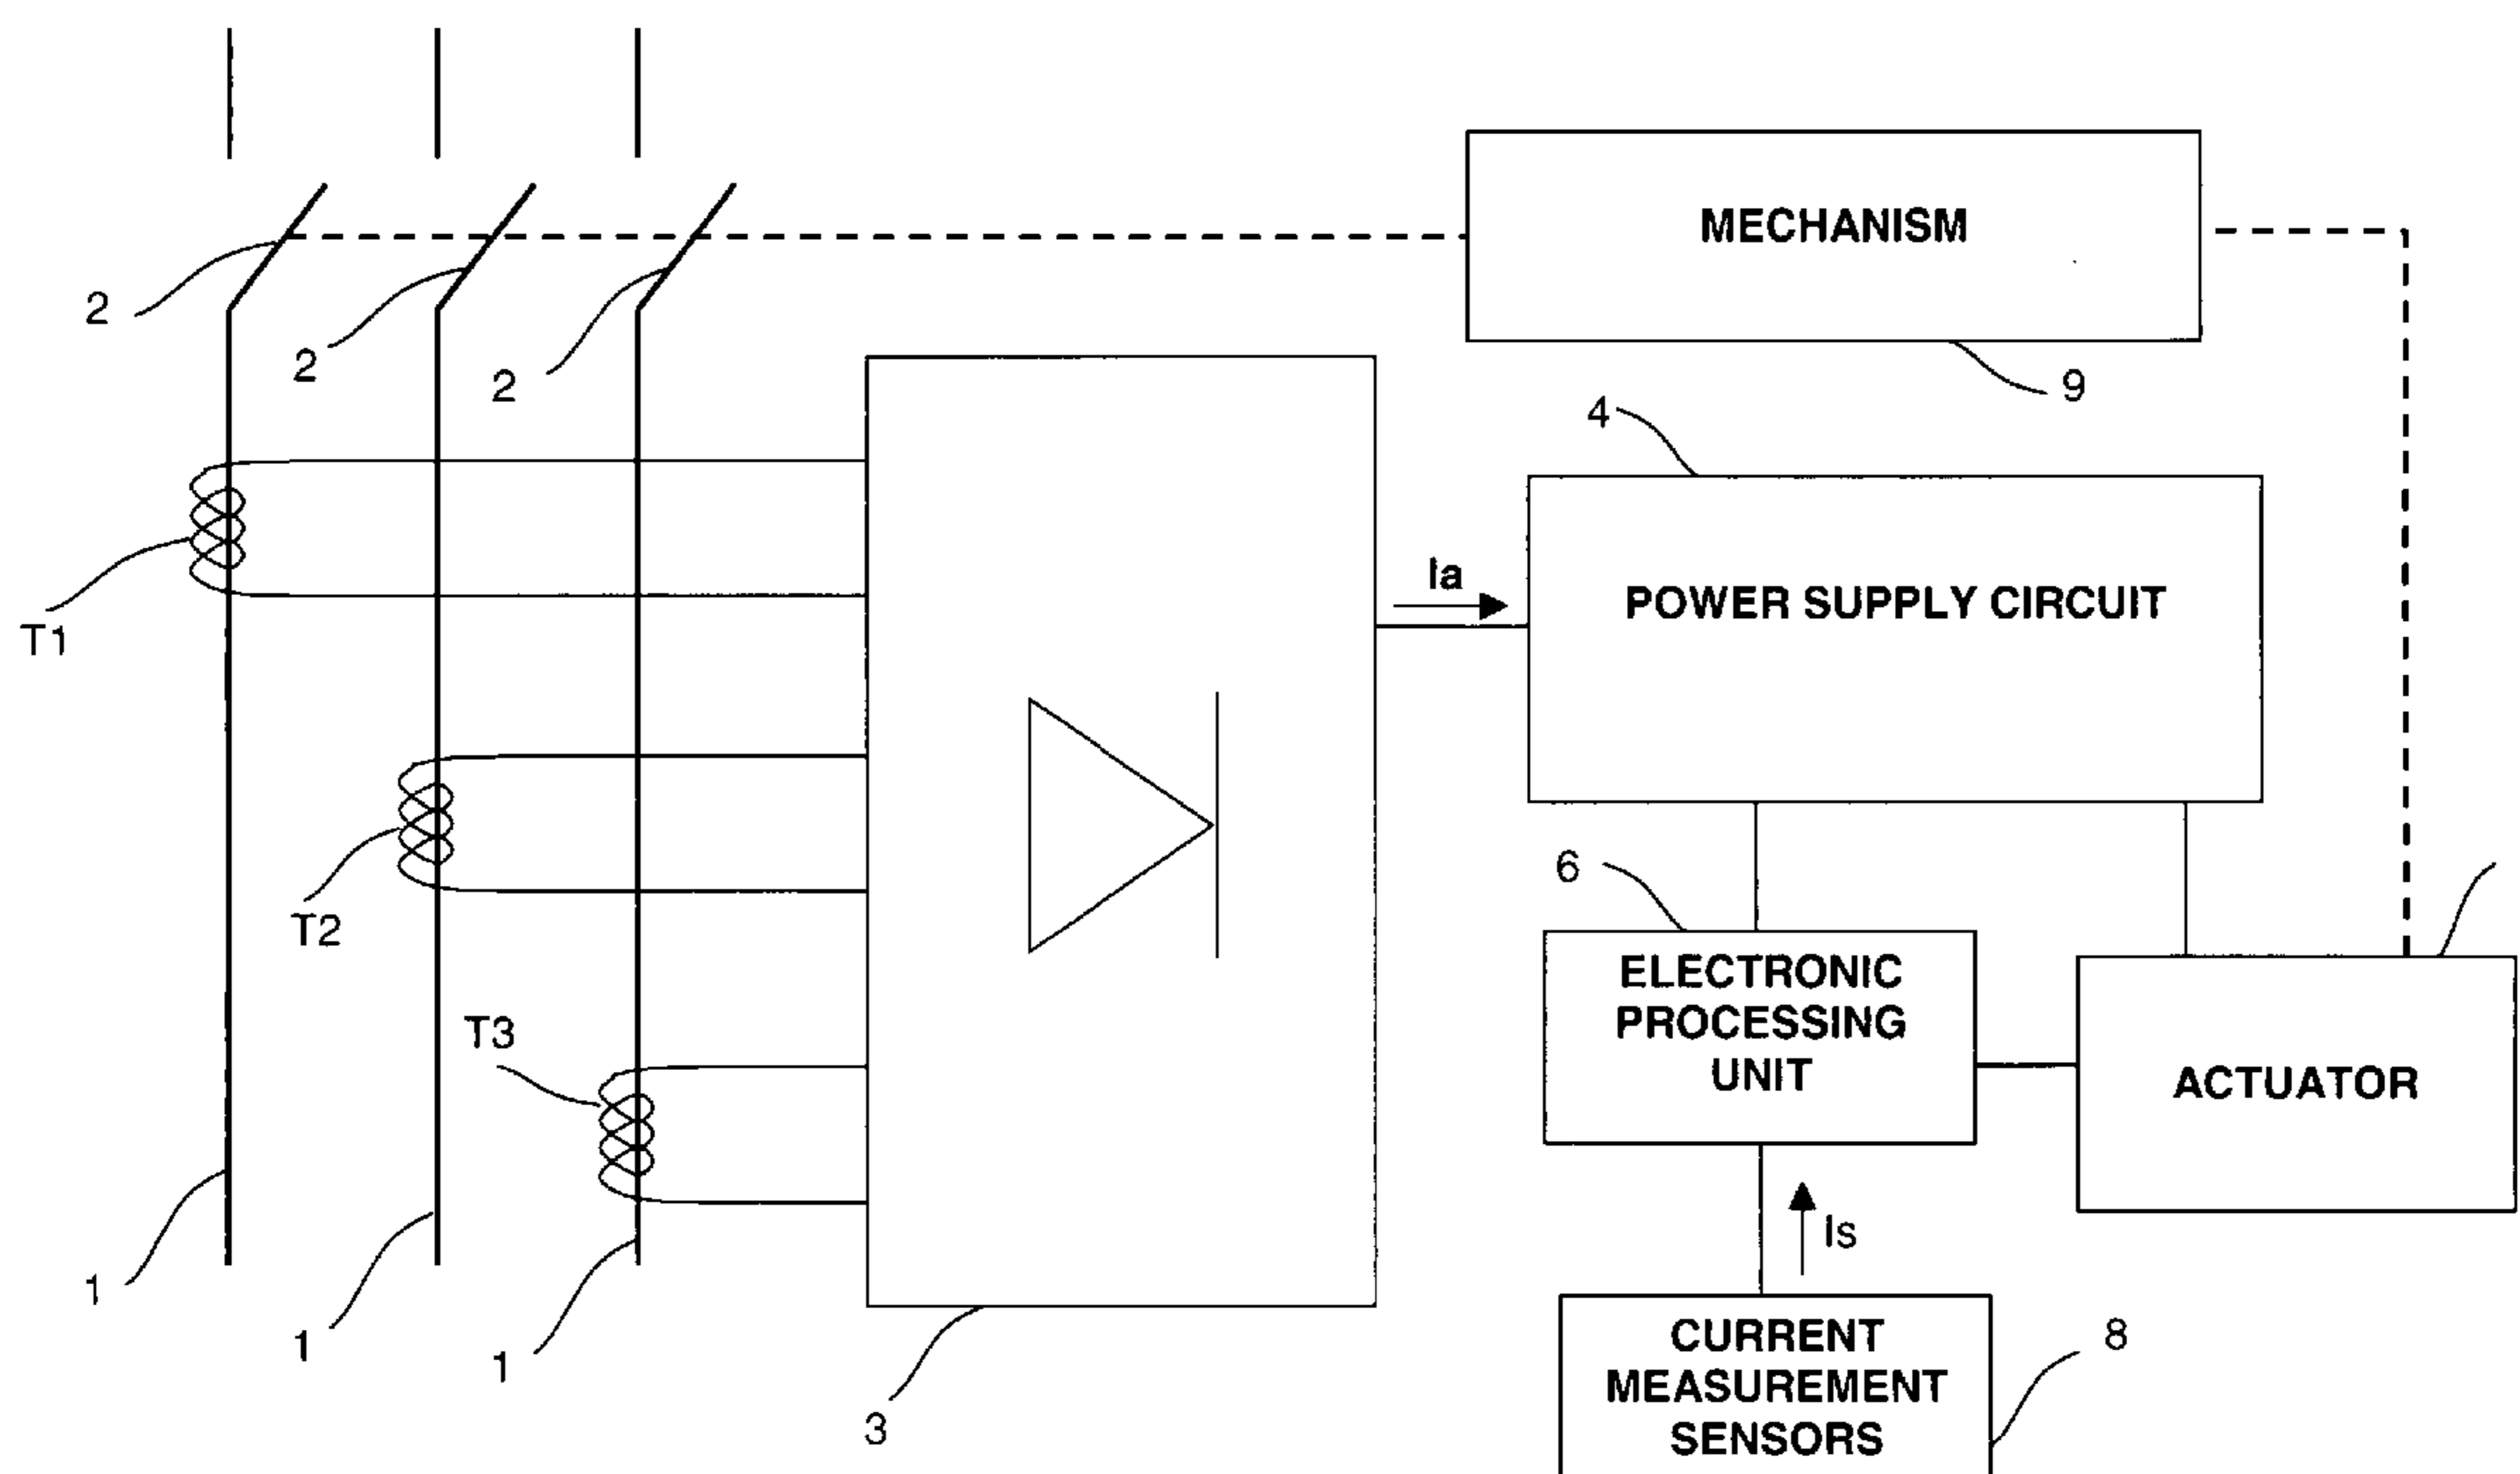 MECHANISM
2
2
2
9
4
Ia
POWER SUPPLY CIRCUIT
T1
6
T2
ELECTRONIC
PROCESSING
UNIT
T3
ACTUATOR
Is
1
1
1
CURRENT
MEASUREMENT
SENSORS
8
3